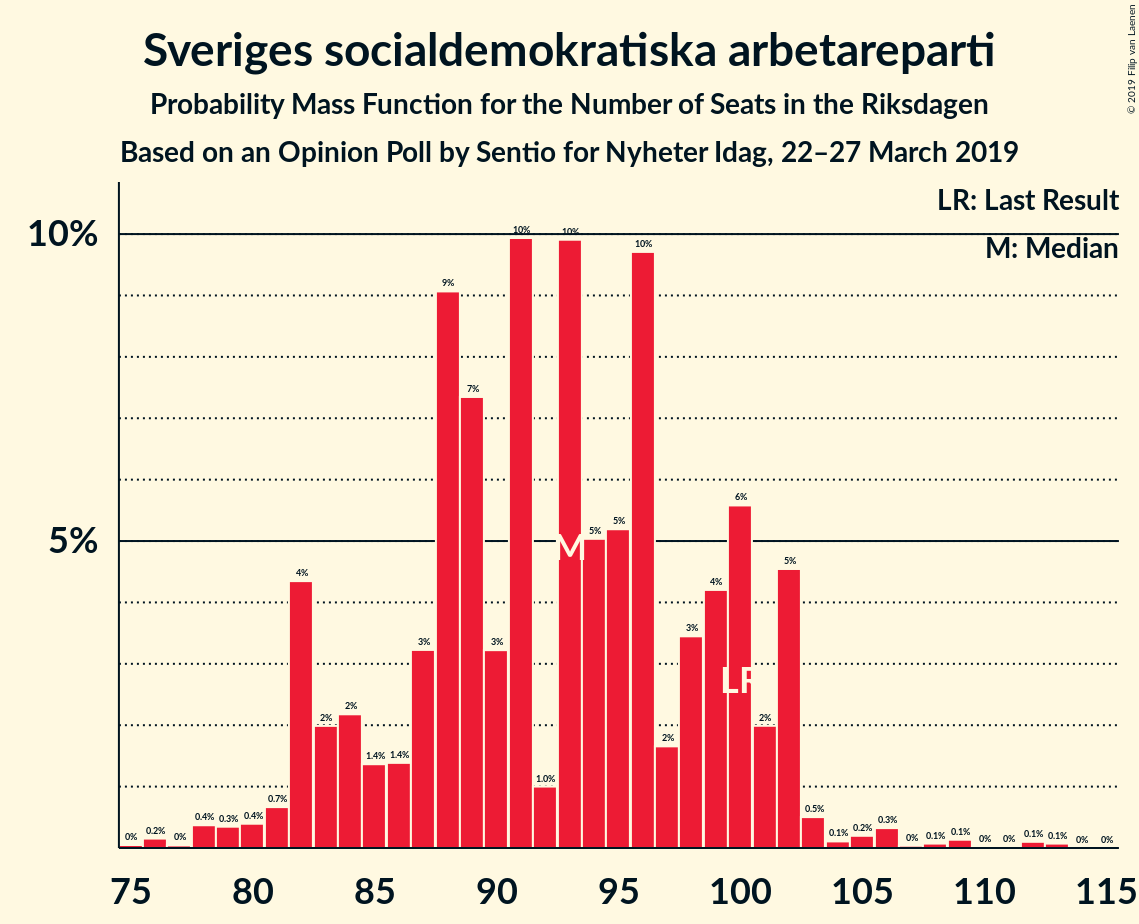 Sveriges socialdemokratiska arbetareparti
Probability Mass Function for the Number of Seats in the Riksdagen
Based on an Opinion Poll by Sentio for Nyheter Idag, 22–27 March 2019
© 2019 Filip van Laenen
LR: Last Result
M: Median
10%
5%
0% 0.2% 0% 0.4% 0.3% 0.4% 0.7% 4% 2% 2% 1.4% 1.4% 3% 9% 7% 3% 10% 1.0% 10% 5% 5% 10% 2% 3% 4% 6% 2% 5% 0.5% 0.1% 0.2% 0.3% 0% 0.1% 0.1% 0% 0% 0.1% 0.1% 0% 0%
M
LR
75 80 85 90 95 100 105 110 115